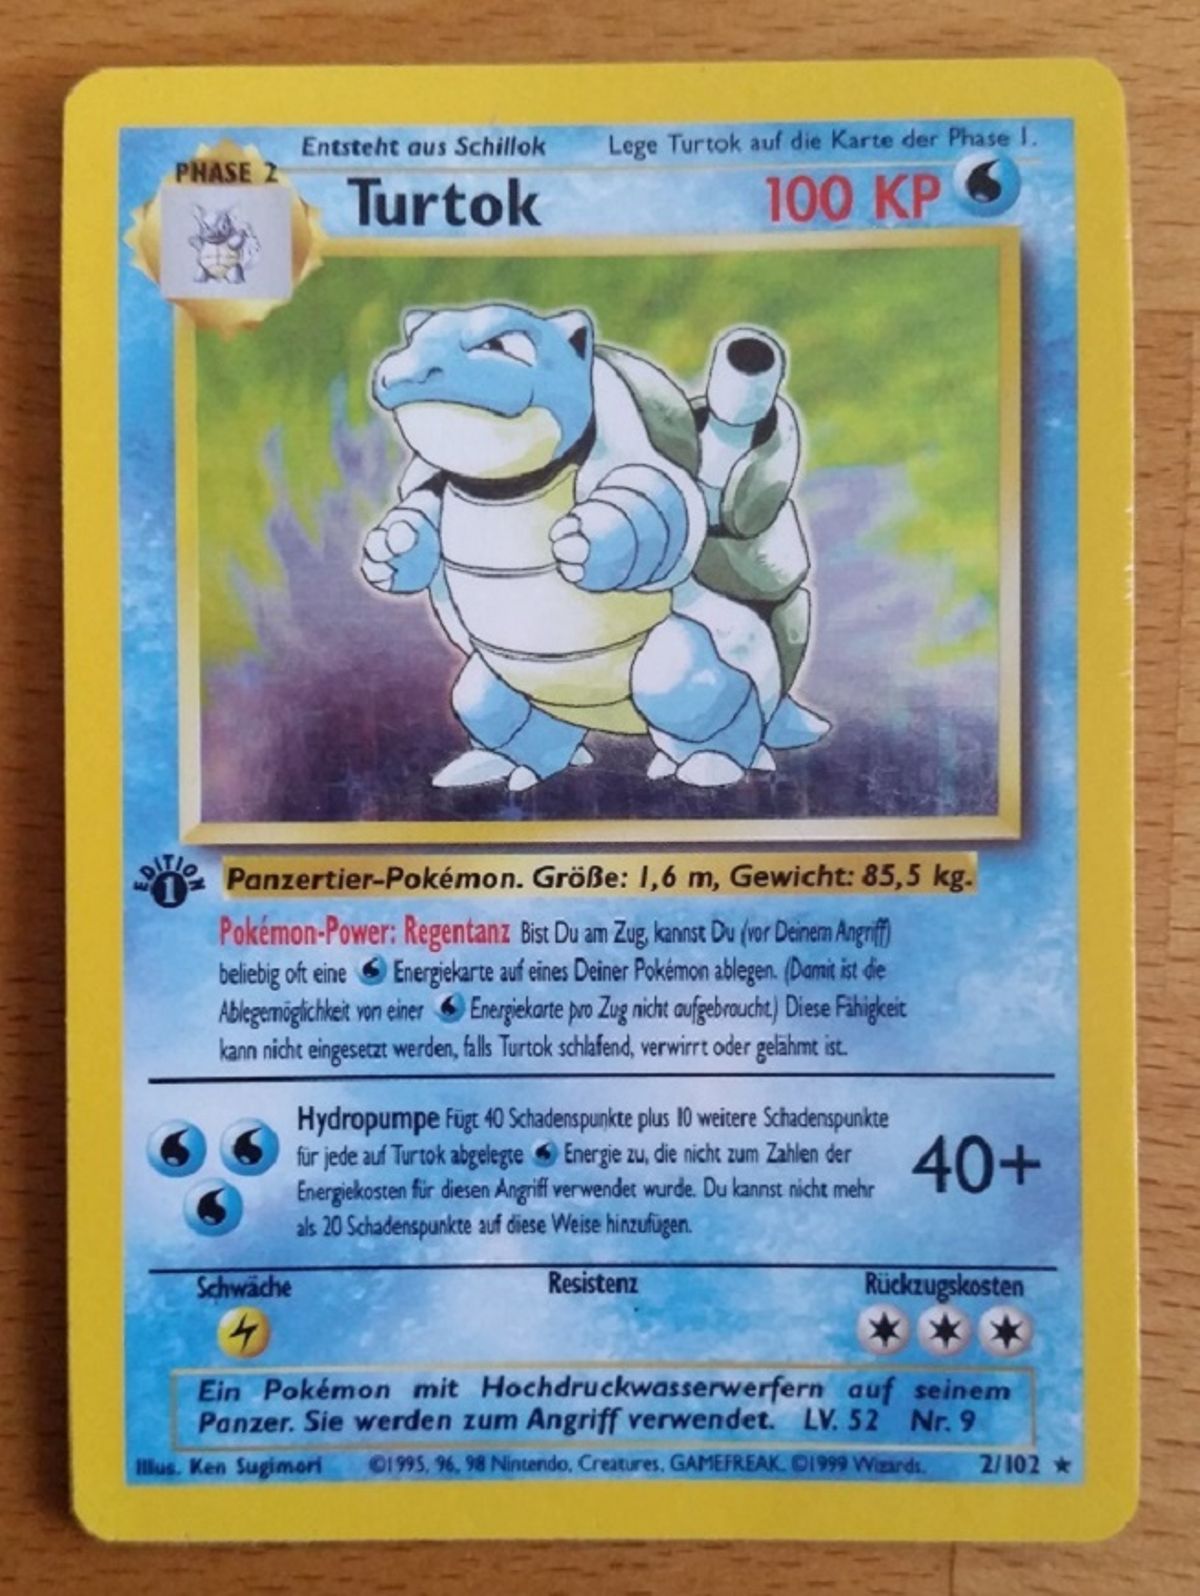 Entsteht aus Schillok Lege Turtok auf die Karte der Phase 1.
PHASE 2
Turtok 100 KP
EDITION
1
Panzertier-Pokémon. Größe: 1,6 m, Gewicht: 85,5 kg.
Pokémon-Power: Regentanz Bist Du am Zug, kannst Du (vor Deinem Angriff)
beliebig oft eine Energiekarte auf eines Deiner Pokémon ablegen. (Damit ist die
Ablegemöglichkeit von einer Energiekarte pro Zug nicht aufgebraucht.) Diese Fähigkeit
kann nicht eingesetzt werden, falls Turtok schlafend, verwirrt oder gelähmt ist.
Hydropumpe Fügt 40 Schadenspunkte plus 10 weitere Schadenspunkte
für jede auf Turtok abgelegte Energie zu, die nicht zum Zahlen der
Energiekosten für diesen Angriff verwendet wurde. Du kannst nicht mehr
als 20 Schadenspunkte auf diese Weise hinzufügen.
40+
Schwäche Resistenz Rückzugskosten
Ein Pokémon mit Hochdruckwasserwerfern auf seinem
Panzer. Sie werden zum Angriff verwendet. LV. 52 Nr. 9
Illus. Ken Sugimori ©1995, 96, 98 Nintendo, Creatures, GAMEFREAK. ©1999 Wizards. 2/102 ★